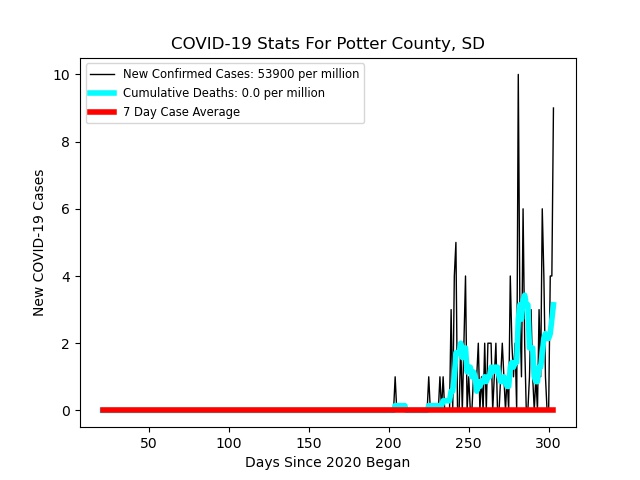 COVID-19 Stats For Potter County, SD
New Confirmed Cases: 53900 per million
Cumulative Deaths: 0.0 per million
7 Day Case Average
10
8
6
4
2
0
New COVID-19 Cases
50 100 150 200 250 300
Days Since 2020 Began